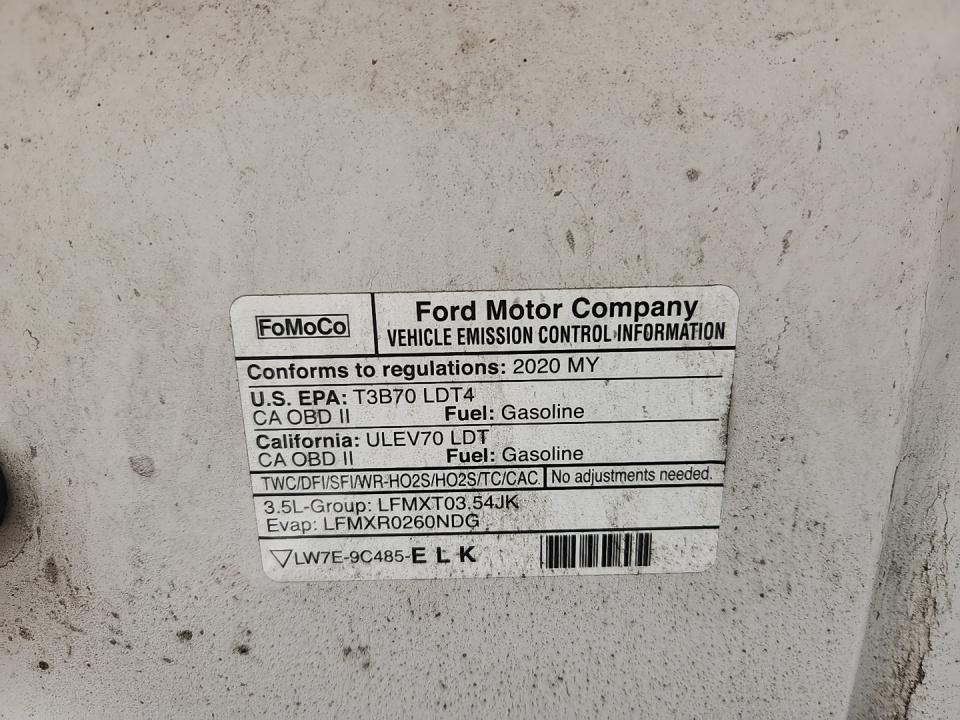 FoMoCo
Ford Motor Company
VEHICLE EMISSION CONTROL INFORMATION
Conforms to regulations: 2020 MY
U.S. EPA: T3B70 LDT4
CA OBD II Fuel: Gasoline
California: ULEV70 LDT
CA OBD II Fuel: Gasoline
TWC/DFI/SFI/WR-HO2S/HO2S/TC/CAC. No adjustments needed.
3.5L-Group: LFMXT03.54JK
Evap: LFMXR0260NDG
LW7E-9C485-E L K